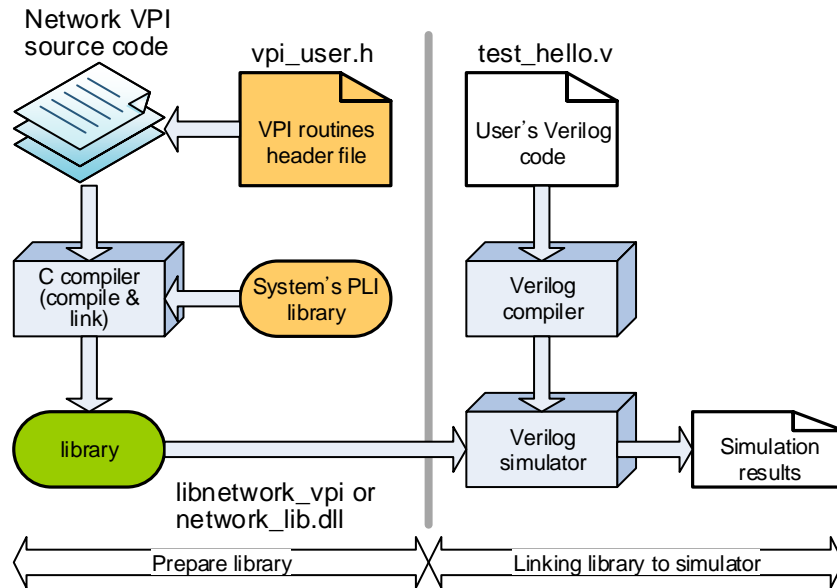 Network VPI
source code
vpi_user.h
VPI routines
header file
C compiler
(compile &
link)
System's PLI
library
library
libnetwork_vpi or
network_lib.dll
Prepare library
test_hello.v
User's Verilog
code
Verilog
compiler
Verilog
simulator
Simulation
results
Linking library to simulator